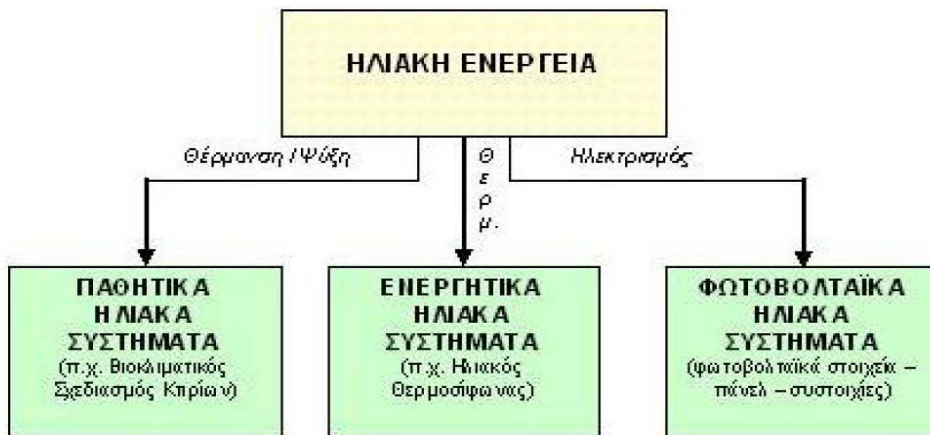 ΗΛΙΑΚΗ ΕΝΕΡΓΕΙΑ
Θέρμανση /Ψύξη
Θερμ.
Ηλεκτρισμός
ΠΑΘΗΤΙΚΑ
ΗΛΙΑΚΑ
ΣΥΣΤΗΜΑΤΑ
(π.χ. Βιοκλιματικός
Σχεδιασμός Κτιρίων)
ΕΝΕΡΓΗΤΙΚΑ
ΗΛΙΑΚΑ
ΣΥΣΤΗΜΑΤΑ
(π.χ. Ηλιακός
Θερμοσίφωνας)
ΦΩΤΟΒΟΛΤΑΪΚΑ
ΗΛΙΑΚΑ
ΣΥΣΤΗΜΑΤΑ
(φωτοβολταϊκά στοιχεία –
πάνελ – συστοιχίες)